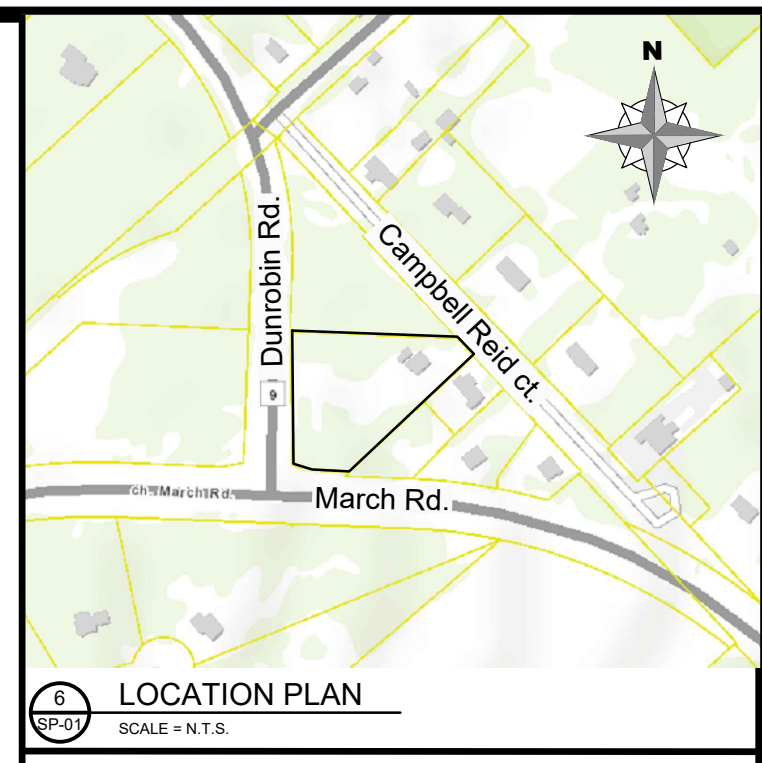 N
Dunrobin Rd.
Campbell Reid ct.
9
ch. March Rd.
March Rd.
6
SP-01
LOCATION PLAN
SCALE = N.T.S.